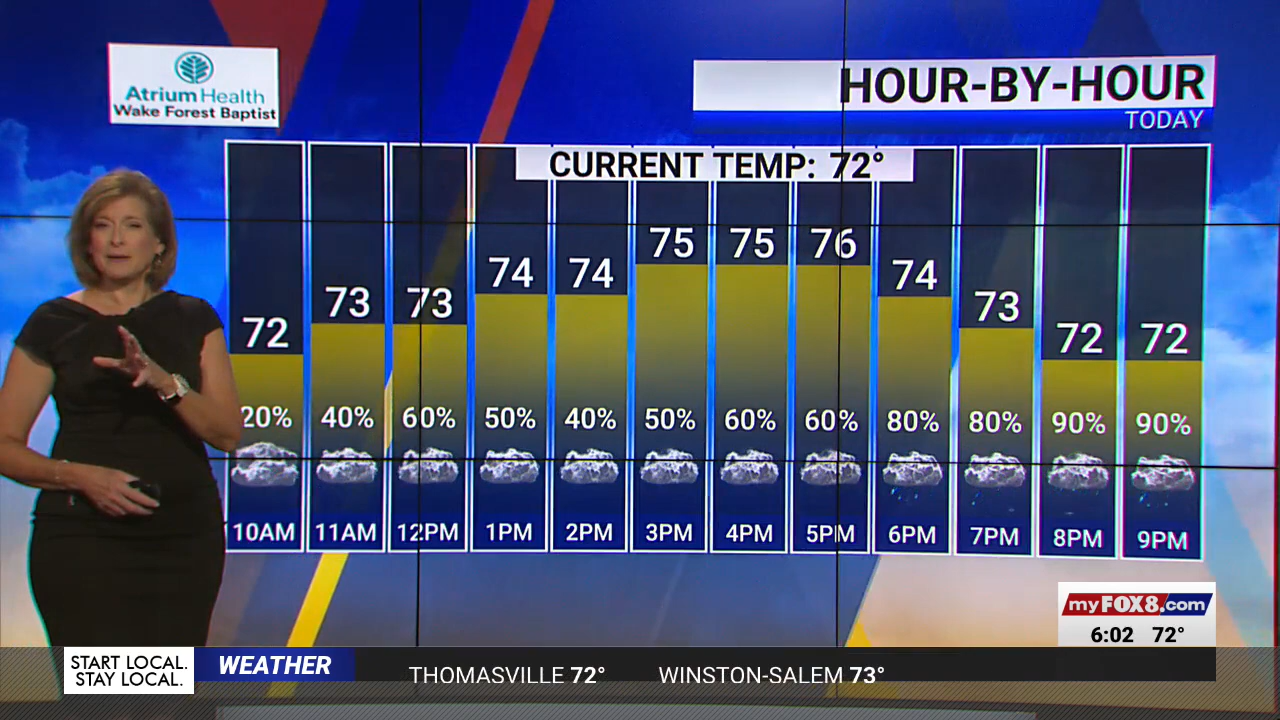 Atrium Health
Wake Forest Baptist
HOUR-BY-HOUR
TODAY
CURRENT TEMP: 72°
72 73 73 74 74 75 75 76 74 73 72 72
20% 40% 60% 50% 40% 50% 60% 60% 80% 80% 90% 90%
10AM 11AM 12PM 1PM 2PM 3PM 4PM 5PM 6PM 7PM 8PM 9PM
myFOX8.com
6:02 72°
START LOCAL.
STAY LOCAL.
WEATHER
THOMASVILLE 72° WINSTON-SALEM 73°